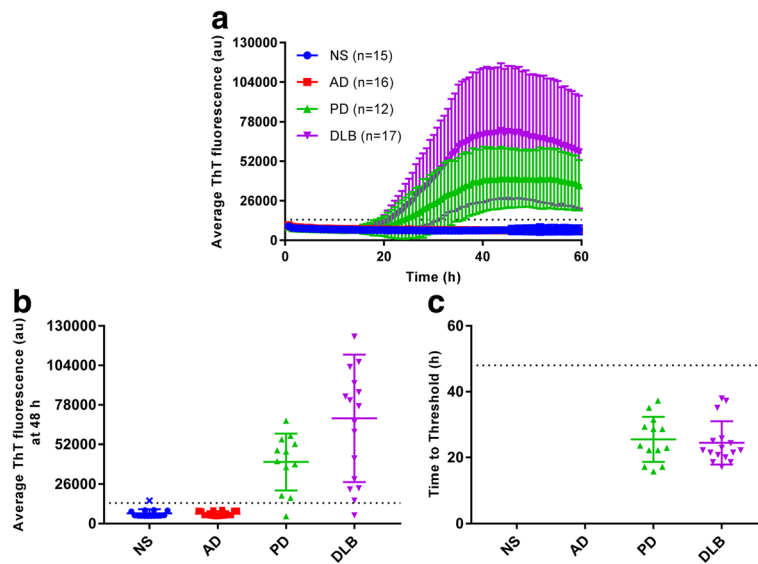 a
Average ThT fluorescence (au)
130000
104000
78000
52000
26000
0
NS (n=15)
AD (n=16)
PD (n=12)
DLB (n=17)
0 20 40 60
Time (h)
b
Average ThT fluorescence (au)
at 48 h
130000
104000
78000
52000
26000
0
NS AD PD DLB
c
Time to Threshold (h)
60
40
20
0
NS AD PD DLB